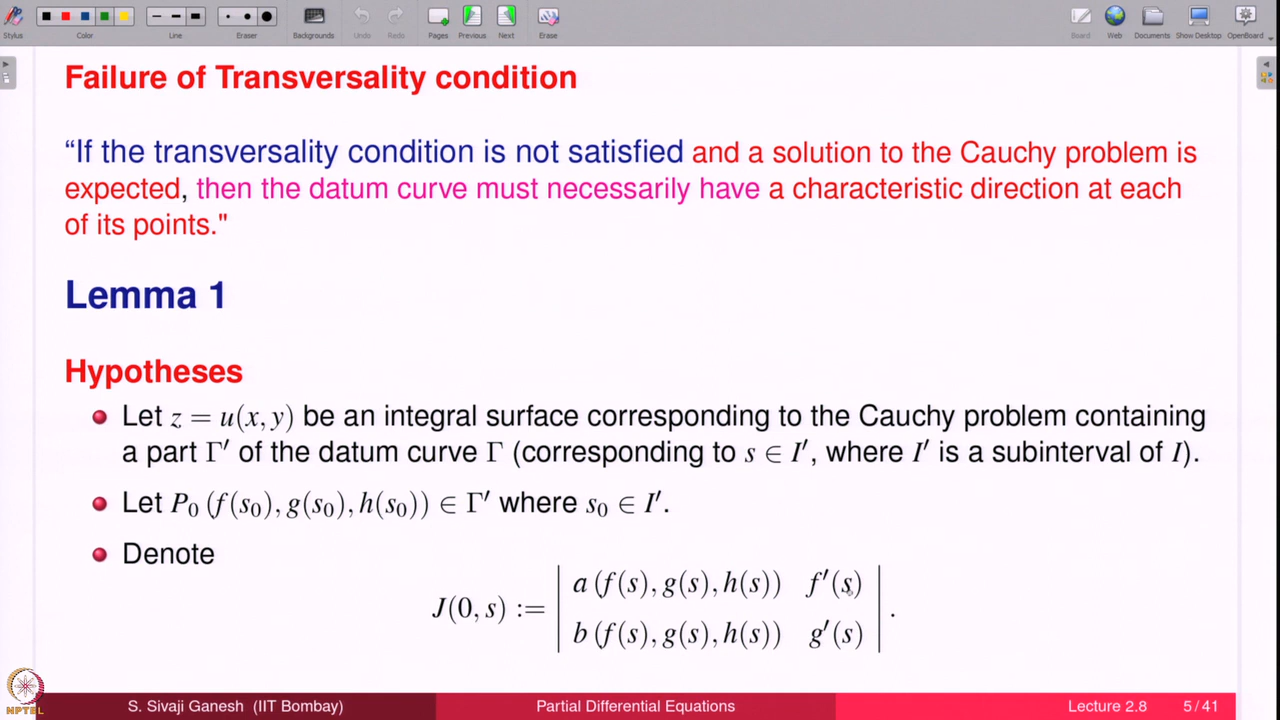 Stylus Color Line Eraser Backgrounds Undo Redo Pages Previous Next Erase Board Web Documents Show Desktop OpenBoard
Failure of Transversality condition
“If the transversality condition is not satisfied and a solution to the Cauchy problem is
expected, then the datum curve must necessarily have a characteristic direction at each
of its points."
Lemma 1
Hypotheses
Let z = u(x, y) be an integral surface corresponding to the Cauchy problem containing
a part Γ′ of the datum curve Γ (corresponding to s ∈ I′, where I′ is a subinterval of I).
Let P₀ (f(s₀), g(s₀), h(s₀)) ∈ Γ′ where s₀ ∈ I′.
Denote
J(0, s) := | a (f(s), g(s), h(s)) f′(s) |
| b (f(s), g(s), h(s)) g′(s) | .
NPTEL
S. Sivaji Ganesh (IIT Bombay) Partial Differential Equations Lecture 2.8 5 / 41